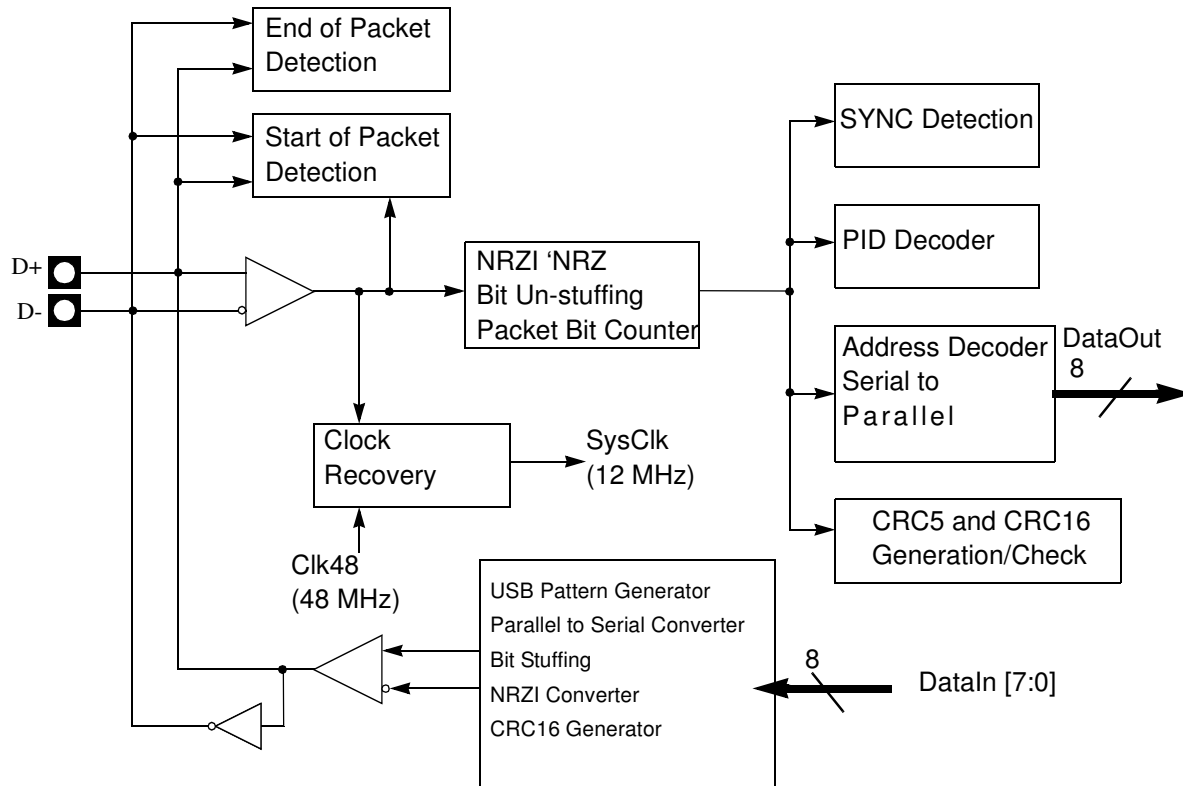 End of Packet
Detection
Start of Packet
Detection
SYNC Detection
PID Decoder
D+
D-
NRZI ‘NRZ
Bit Un-stuffing
Packet Bit Counter
Address Decoder
Serial to
Parallel
DataOut
8
Clock
Recovery
SysClk
(12 MHz)
CRC5 and CRC16
Generation/Check
Clk48
(48 MHz)
USB Pattern Generator
Parallel to Serial Converter
Bit Stuffing
NRZI Converter
CRC16 Generator
8
DataIn [7:0]